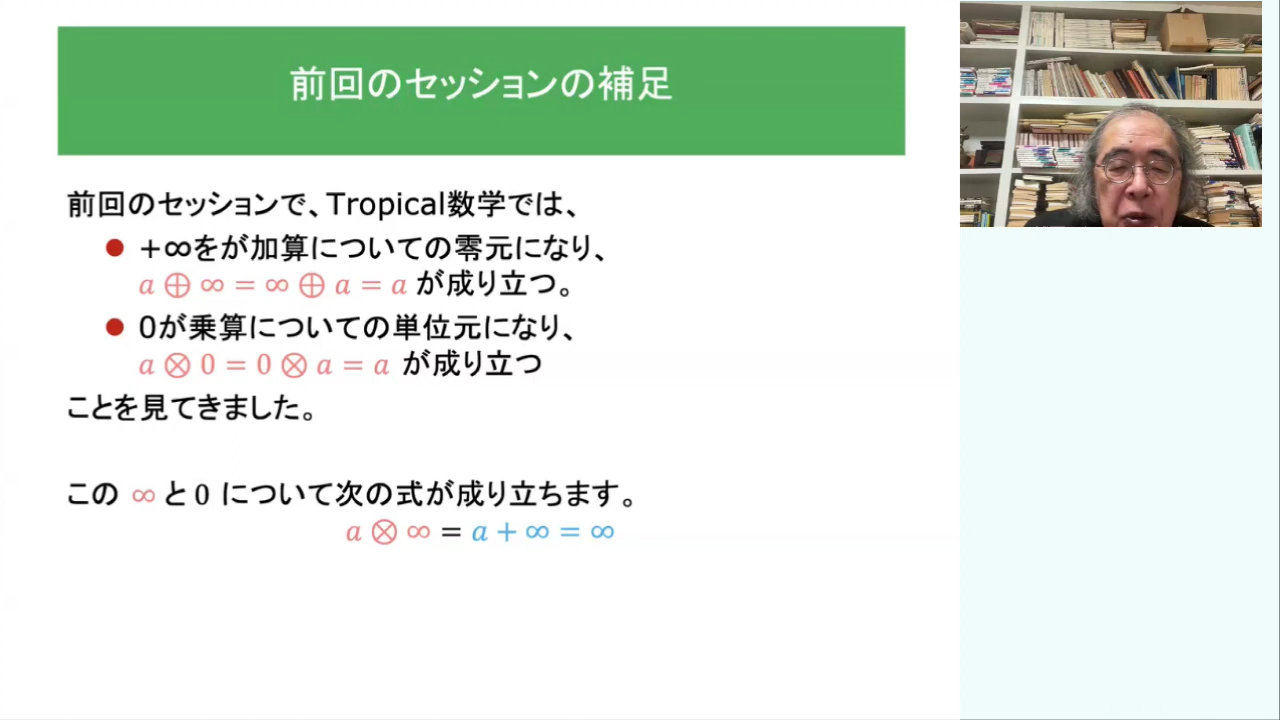 前回のセッションの補足
前回のセッションで、Tropical数学では、
● +∞をが加算についての零元になり、
a ⊕ ∞ = ∞ ⊕ a = a が成り立つ。
● 0が乗算についての単位元になり、
a ⊗ 0 = 0 ⊗ a = a が成り立つ
ことを見てきました。
この ∞ と 0 について次の式が成り立ちます。
a ⊗ ∞ = a + ∞ = ∞